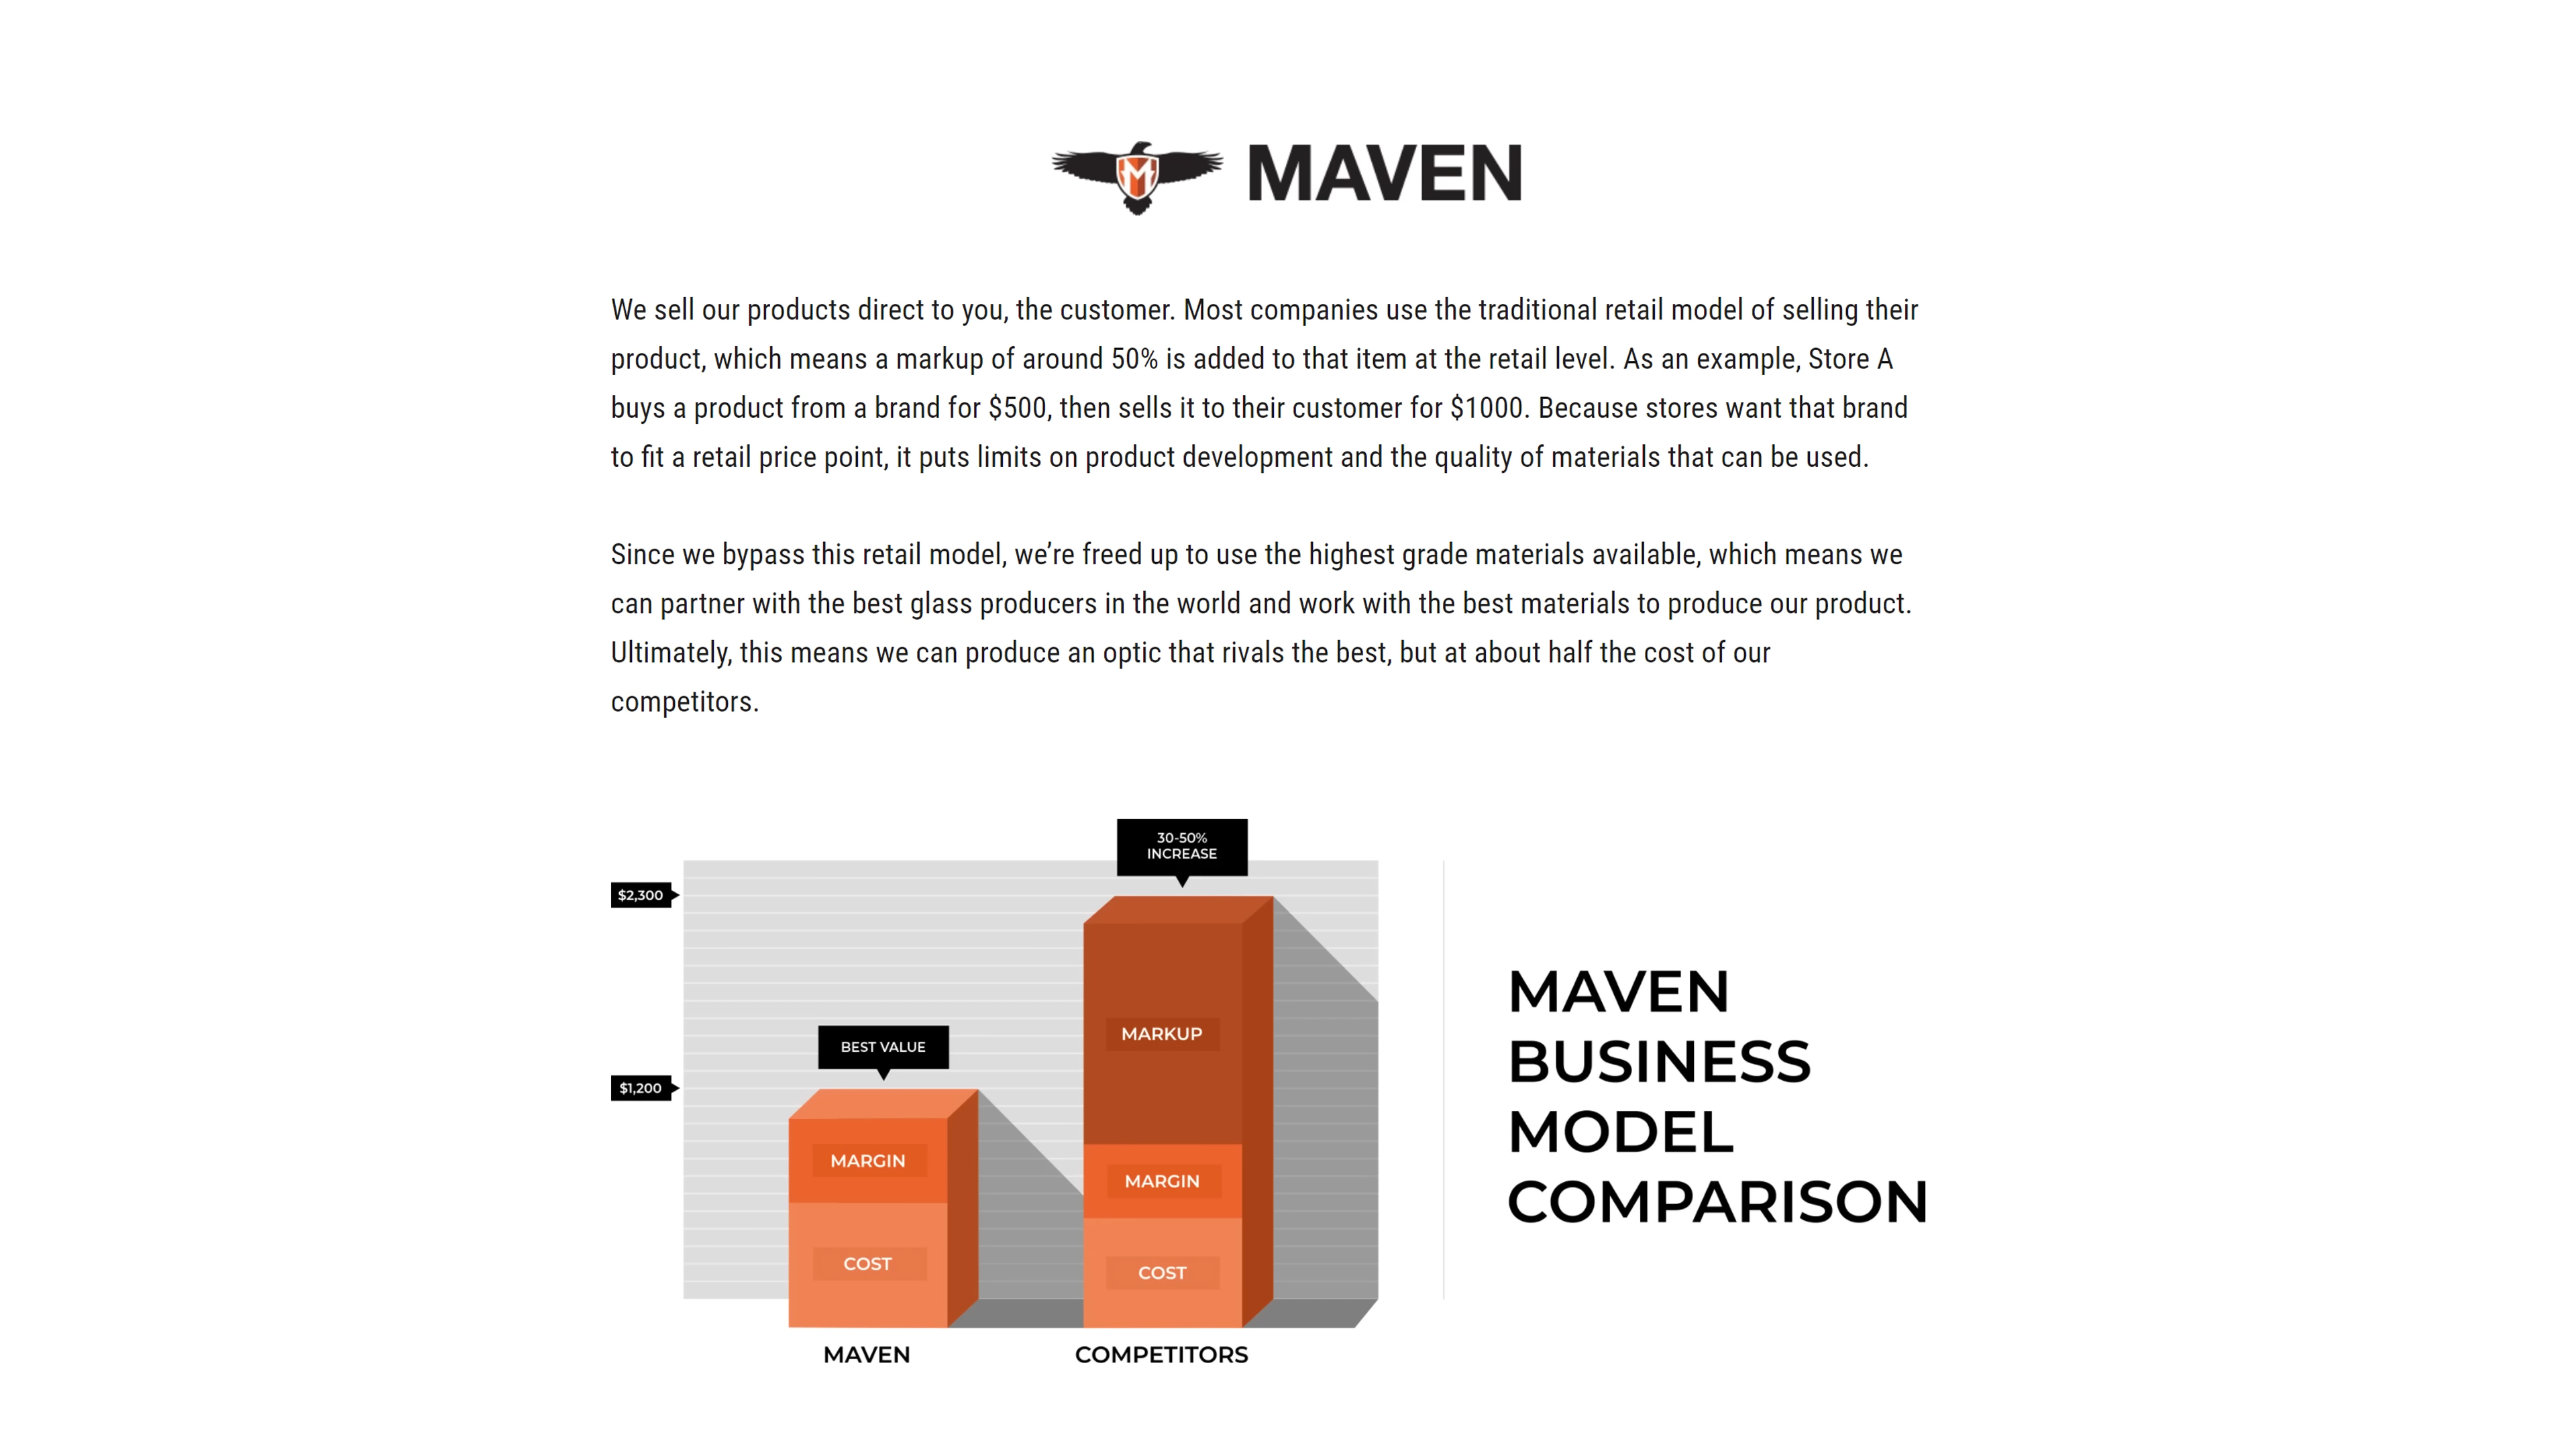 MAVEN
We sell our products direct to you, the customer. Most companies use the traditional retail model of selling their
product, which means a markup of around 50% is added to that item at the retail level. As an example, Store A
buys a product from a brand for $500, then sells it to their customer for $1000. Because stores want that brand
to fit a retail price point, it puts limits on product development and the quality of materials that can be used.
Since we bypass this retail model, we’re freed up to use the highest grade materials available, which means we
can partner with the best glass producers in the world and work with the best materials to produce our product.
Ultimately, this means we can produce an optic that rivals the best, but at about half the cost of our
competitors.
30-50%
INCREASE
$2,300
MARKUP
BEST VALUE
$1,200
MARGIN
MARGIN
COST
COST
MAVEN
COMPETITORS
MAVEN
BUSINESS
MODEL
COMPARISON